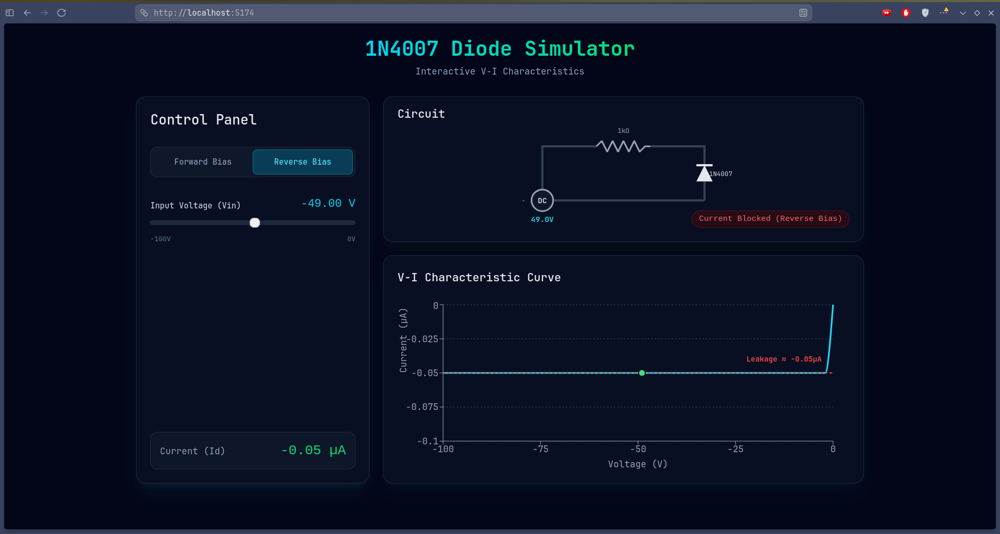 http://localhost:5174
1N4007 Diode Simulator
Interactive V-I Characteristics
Control Panel
Forward Bias
Reverse Bias
Input Voltage (Vin)
-49.00 V
-100V
0V
Current (Id)
-0.05 µA
Circuit
1kΩ
1N4007
-
DC
49.0V
Current Blocked (Reverse Bias)
V-I Characteristic Curve
Current (µA)
0
-0.025
-0.05
-0.075
-0.1
Leakage ≈ -0.05µA
-100
-75
-50
-25
0
Voltage (V)